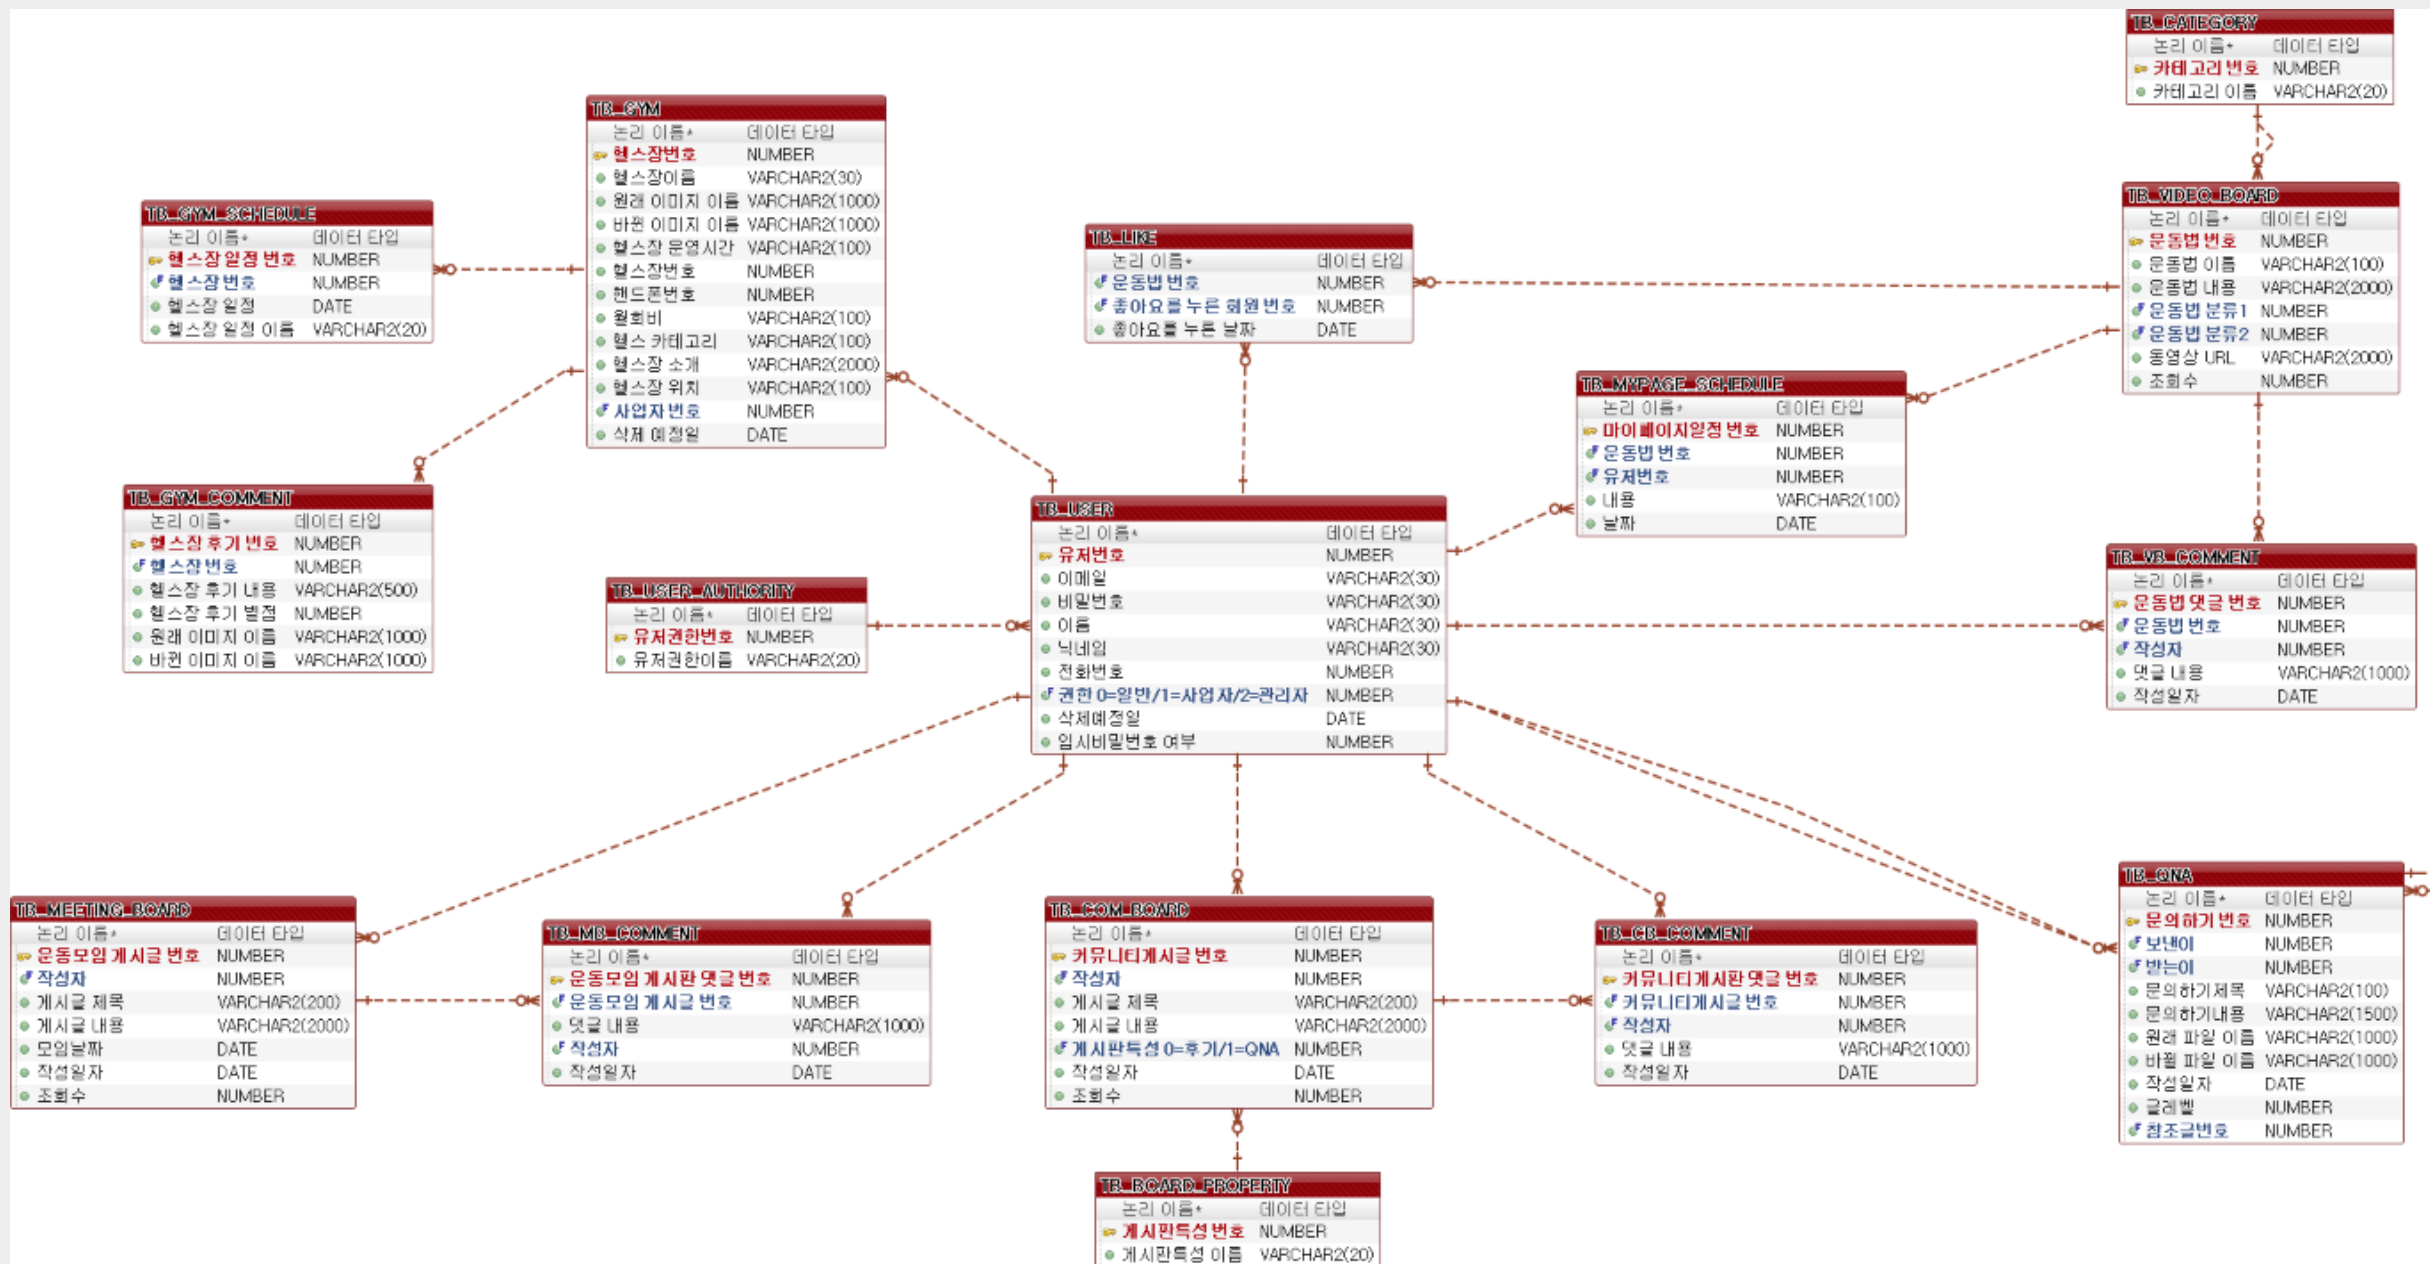 TB_CATEGORY
논리 이름* 데이터 타입
카테고리 번호 NUMBER
카테고리 이름 VARCHAR2(20)
TB_GYM
논리 이름* 데이터 타입
헬스장번호 NUMBER
헬스장이름 VARCHAR2(30)
원래 이미지 이름 VARCHAR2(1000)
바뀐 이미지 이름 VARCHAR2(1000)
헬스장 운영시간 VARCHAR2(100)
헬스장번호 NUMBER
핸드폰번호 NUMBER
월회비 VARCHAR2(100)
헬스 카테고리 VARCHAR2(100)
헬스장 소개 VARCHAR2(2000)
헬스장 위치 VARCHAR2(100)
사업자번호 NUMBER
삭제 예정일 DATE
TB_GYM_SCHEDULE
논리 이름* 데이터 타입
헬스장 일정 번호 NUMBER
헬스장 번호 NUMBER
헬스장 일정 DATE
헬스장 일정 이름 VARCHAR2(20)
TB_LIKE
논리 이름* 데이터 타입
운동법 번호 NUMBER
좋아요를 누른 회원 번호 NUMBER
좋아요를 누른 날짜 DATE
TB_VIDEO_BOARD
논리 이름* 데이터 타입
운동법 번호 NUMBER
운동법 이름 VARCHAR2(100)
운동법 내용 VARCHAR2(2000)
운동법 분류1 NUMBER
운동법 분류2 NUMBER
동영상 URL VARCHAR2(2000)
조회수 NUMBER
TB_MYPAGE_SCHEDULE
논리 이름* 데이터 타입
마이페이지일정 번호 NUMBER
운동법 번호 NUMBER
유저번호 NUMBER
내용 VARCHAR2(100)
날짜 DATE
TB_GYM_COMMENT
논리 이름* 데이터 타입
헬스장 후기 번호 NUMBER
헬스장 번호 NUMBER
헬스장 후기 내용 VARCHAR2(500)
헬스장 후기 별점 NUMBER
원래 이미지 이름 VARCHAR2(1000)
바뀐 이미지 이름 VARCHAR2(1000)
TB_USER_AUTHORITY
논리 이름* 데이터 타입
유저권한번호 NUMBER
유저권한이름 VARCHAR2(20)
TB_USER
논리 이름* 데이터 타입
유저번호 NUMBER
이메일 VARCHAR2(30)
비밀번호 VARCHAR2(30)
이름 VARCHAR2(30)
닉네임 VARCHAR2(30)
전화번호 NUMBER
권한 0=일반/1=사업자/2=관리자 NUMBER
삭제예정일 DATE
임시비밀번호 여부 NUMBER
TB_VB_COMMENT
논리 이름* 데이터 타입
운동법 댓글 번호 NUMBER
운동법 번호 NUMBER
작성자 NUMBER
댓글 내용 VARCHAR2(1000)
작성일자 DATE
TB_MEETING_BOARD
논리 이름* 데이터 타입
운동모임 게시글 번호 NUMBER
작성자 NUMBER
게시글 제목 VARCHAR2(200)
게시글 내용 VARCHAR2(2000)
모임날짜 DATE
작성일자 DATE
조회수 NUMBER
TB_MB_COMMENT
논리 이름* 데이터 타입
운동모임 게시판 댓글 번호 NUMBER
운동모임 게시글 번호 NUMBER
댓글 내용 VARCHAR2(1000)
작성자 NUMBER
작성일자 DATE
TB_COM_BOARD
논리 이름* 데이터 타입
커뮤니티게시글 번호 NUMBER
작성자 NUMBER
게시글 제목 VARCHAR2(200)
게시글 내용 VARCHAR2(2000)
게시판특성 0=후기/1=QNA NUMBER
작성일자 DATE
조회수 NUMBER
TB_CB_COMMENT
논리 이름* 데이터 타입
커뮤니티게시판 댓글 번호 NUMBER
커뮤니티게시글 번호 NUMBER
작성자 NUMBER
댓글 내용 VARCHAR2(1000)
작성일자 DATE
TB_QNA
논리 이름* 데이터 타입
문의하기 번호 NUMBER
보낸이 NUMBER
받는이 NUMBER
문의하기제목 VARCHAR2(100)
문의하기내용 VARCHAR2(1500)
원래 파일 이름 VARCHAR2(1000)
바뀔 파일 이름 VARCHAR2(1000)
작성일자 DATE
글레벨 NUMBER
참조글번호 NUMBER
TB_BOARD_PROPERTY
논리 이름* 데이터 타입
게시판특성 번호 NUMBER
게시판특성 이름 VARCHAR2(20)